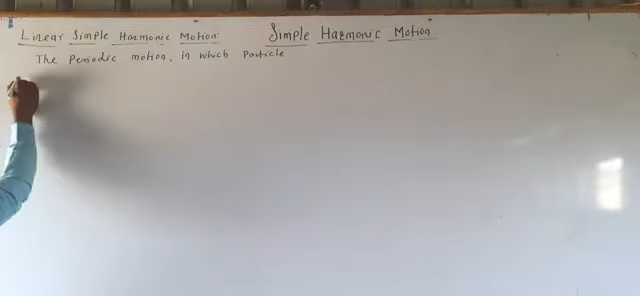 Simple Harmonic Motion
Linear Simple Harmonic Motion:
The Periodic motion, in which Particle